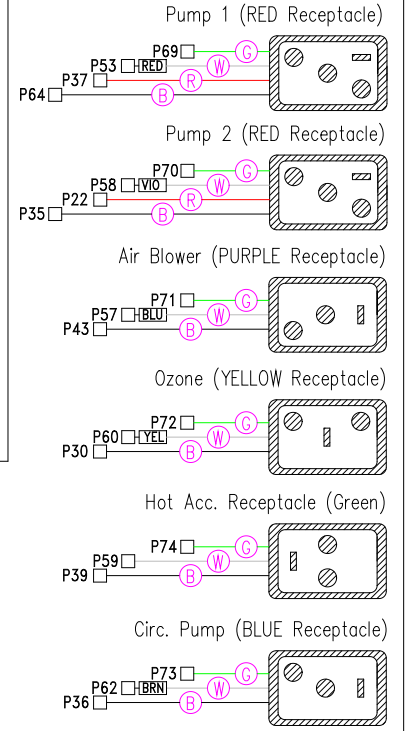 Pump 1 (RED Receptacle)
P69 G
P53 RED W
P37 R
P64 B
Pump 2 (RED Receptacle)
P70 G
P58 VIO W
P22 R
P35 B
Air Blower (PURPLE Receptacle)
P71 G
P57 BLU W
P43 B
Ozone (YELLOW Receptacle)
P72 G
P60 YEL W
P30 B
Hot Acc. Receptacle (Green)
P74 G
P59 W
P39 B
Circ. Pump (BLUE Receptacle)
P73 G
P62 BRN W
P36 B